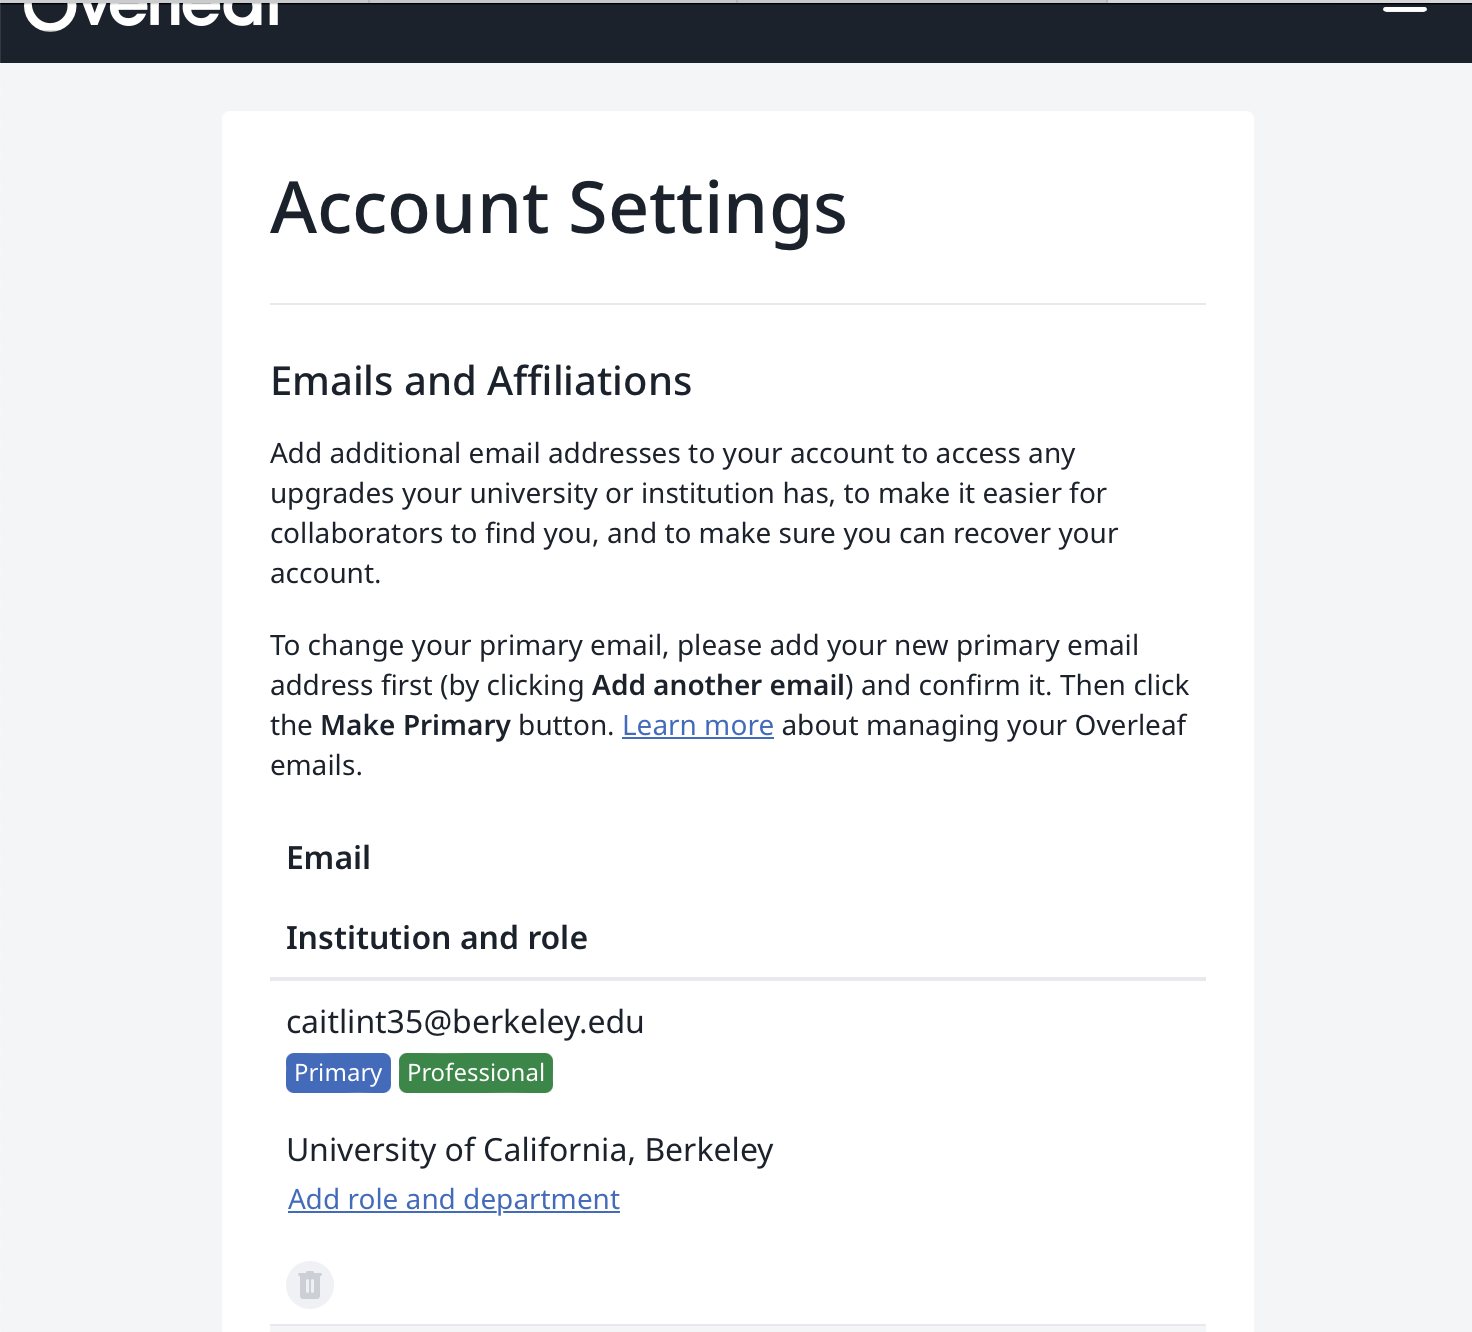 Overleaf
Account Settings
Emails and Affiliations
Add additional email addresses to your account to access any
upgrades your university or institution has, to make it easier for
collaborators to find you, and to make sure you can recover your
account.
To change your primary email, please add your new primary email
address first (by clicking Add another email) and confirm it. Then click
the Make Primary button. Learn more about managing your Overleaf
emails.
Email
Institution and role
caitlint35@berkeley.edu
Primary Professional
University of California, Berkeley
Add role and department